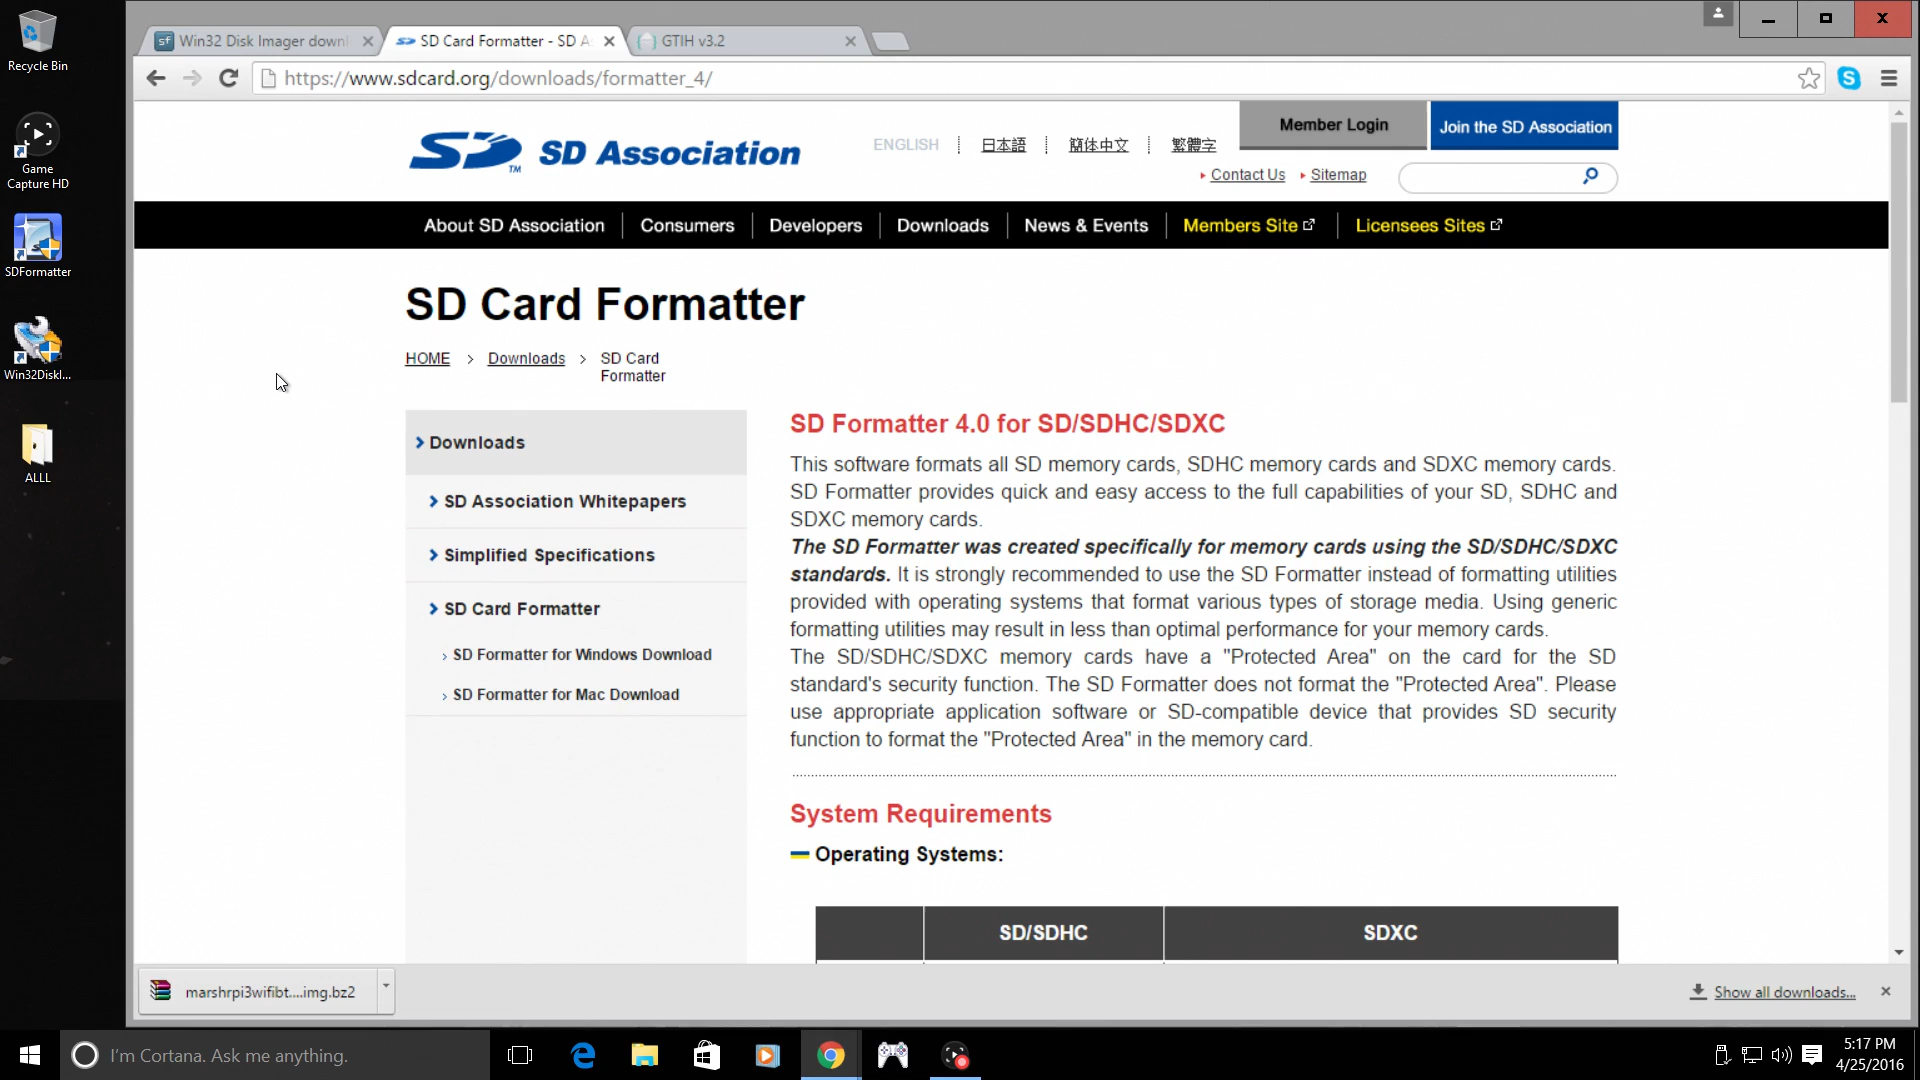 Recycle Bin
Game
Capture HD
SDFormatter
Win32DiskI...
ALLL
sf Win32 Disk Imager downl
SD Card Formatter - SD A
GTIH v3.2
https://www.sdcard.org/downloads/formatter_4/
SD TM SD Association
ENGLISH
日本語
簡体中文
繁體字
Member Login
Join the SD Association
Contact Us
Sitemap
About SD Association
Consumers
Developers
Downloads
News & Events
Members Site
Licensees Sites
SD Card Formatter
HOME > Downloads > SD Card
Formatter
Downloads
SD Association Whitepapers
Simplified Specifications
SD Card Formatter
SD Formatter for Windows Download
SD Formatter for Mac Download
SD Formatter 4.0 for SD/SDHC/SDXC
This software formats all SD memory cards, SDHC memory cards and SDXC memory cards.
SD Formatter provides quick and easy access to the full capabilities of your SD, SDHC and
SDXC memory cards.
The SD Formatter was created specifically for memory cards using the SD/SDHC/SDXC
standards. It is strongly recommended to use the SD Formatter instead of formatting utilities
provided with operating systems that format various types of storage media. Using generic
formatting utilities may result in less than optimal performance for your memory cards.
The SD/SDHC/SDXC memory cards have a "Protected Area" on the card for the SD
standard's security function. The SD Formatter does not format the "Protected Area". Please
use appropriate application software or SD-compatible device that provides SD security
function to format the "Protected Area" in the memory card.
System Requirements
Operating Systems:
SD/SDHC
SDXC
marshrpi3wifibt....img.bz2
Show all downloads...
I'm Cortana. Ask me anything.
5:17 PM
4/25/2016